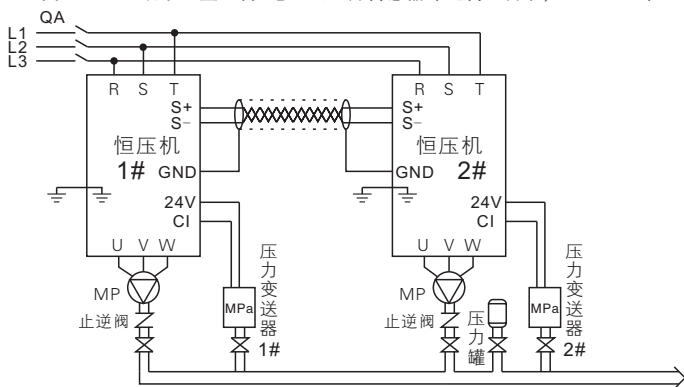 QA
L1
L2
L3
R S T
S+
S-
恒压机
1#
GND
24V
CI
U V W
MP
止逆阀
MPa
压力变送器
1#
R S T
S+
S-
恒压机
2#
GND
24V
CI
U V W
MP
止逆阀
压力罐
MPa
压力变送器
2#